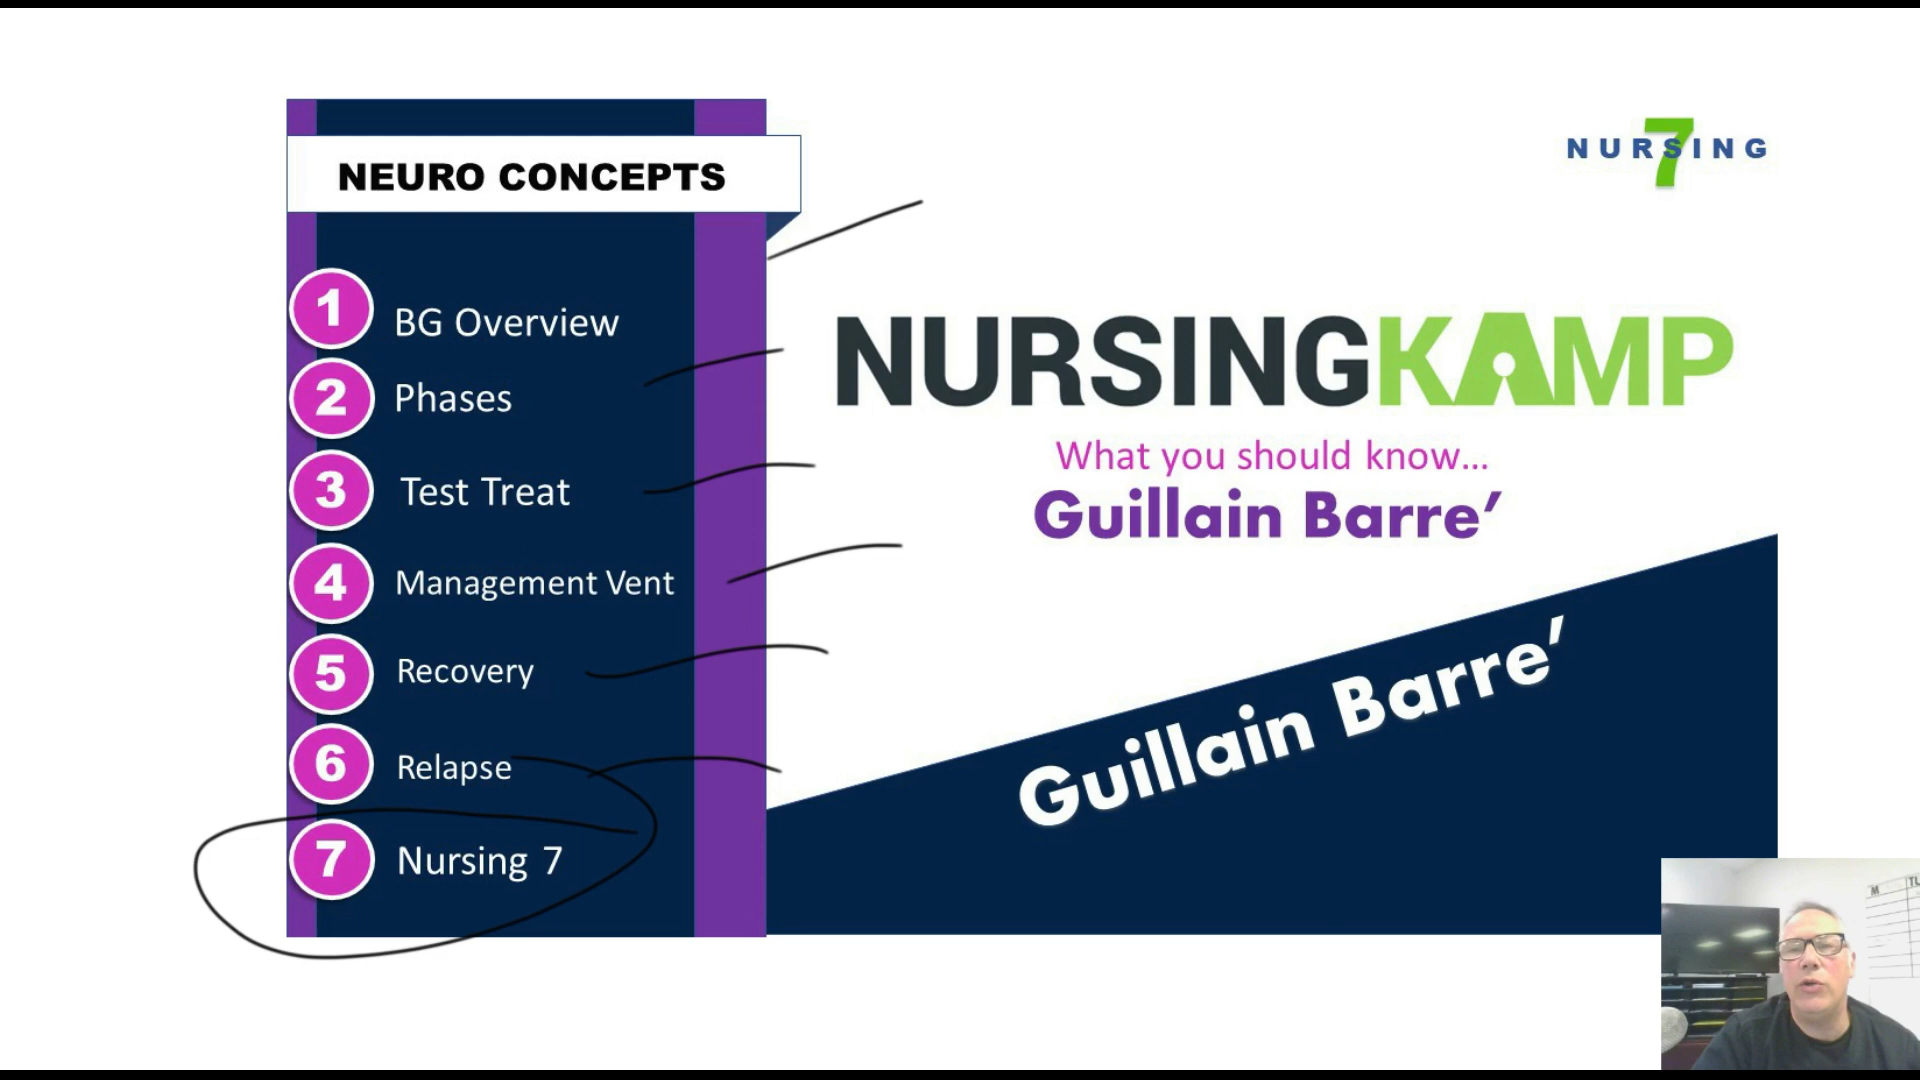 NEURO CONCEPTS
1 BG Overview
2 Phases
3 Test Treat
4 Management Vent
5 Recovery
6 Relapse
7 Nursing 7
NURSING
7
NURSINGKAMP
What you should know...
Guillain Barre’
Guillain Barre’
M TU